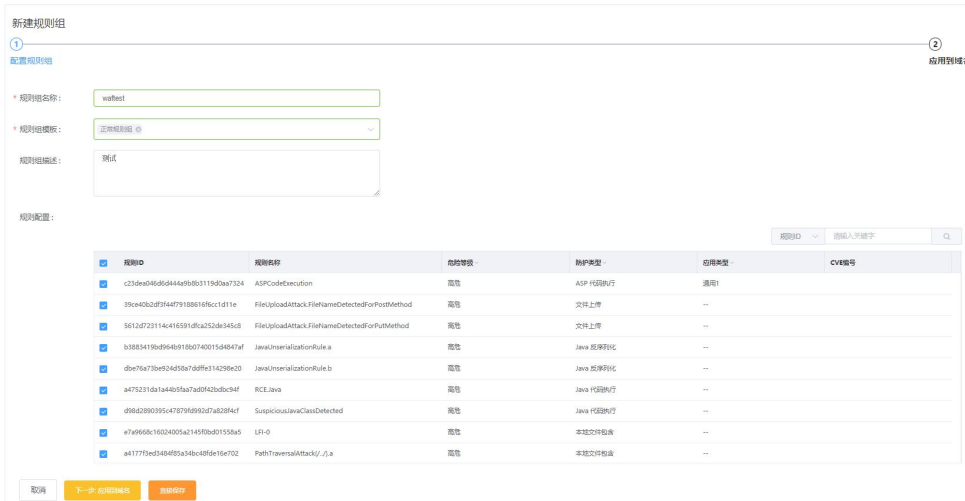 新建规则组
1
2
配置规则组
应用到域名
* 规则组名称：
waftest
* 规则组模板：
正常规则组
规则组描述：
测试
规则配置：
规则ID
请输入关键字
规则ID 规则名称 危险等级 防护类型 应用类型 CVE编号
c23dea046d6d444a9b8b3119d0aa7324 ASPCodeExecution 高危 ASP 代码执行 通用1
39ce40b2df3f44f79188616f6cc1d11e FileUploadAttack.FileNameDetectedForPostMethod 高危 文件上传 --
5612d723114c416591dfca252de345c8 FileUploadAttack.FileNameDetectedForPutMethod 高危 文件上传 --
b3883419bd964b918b0740015d4847af JavaUnserializationRule.a 高危 Java 反序列化 --
dbe76a73be924d58a7ddffe314298e20 JavaUnserializationRule.b 高危 Java 反序列化 --
a475231da1a44b5faa7ad0f42bdbc94f RCE.Java 高危 Java 代码执行 --
d98d2890395c47879fd992d7a828f4cf SuspiciousJavaClassDetected 高危 Java 代码执行 --
e7a9668c16024005a2145f0bd01558a5 LFI-0 高危 本地文件包含 --
a4177f3ed3484f85a34bc48fde16e702 PathTraversalAttack(/../).a 高危 本地文件包含 --
取消
下一步: 应用到域名
直接保存